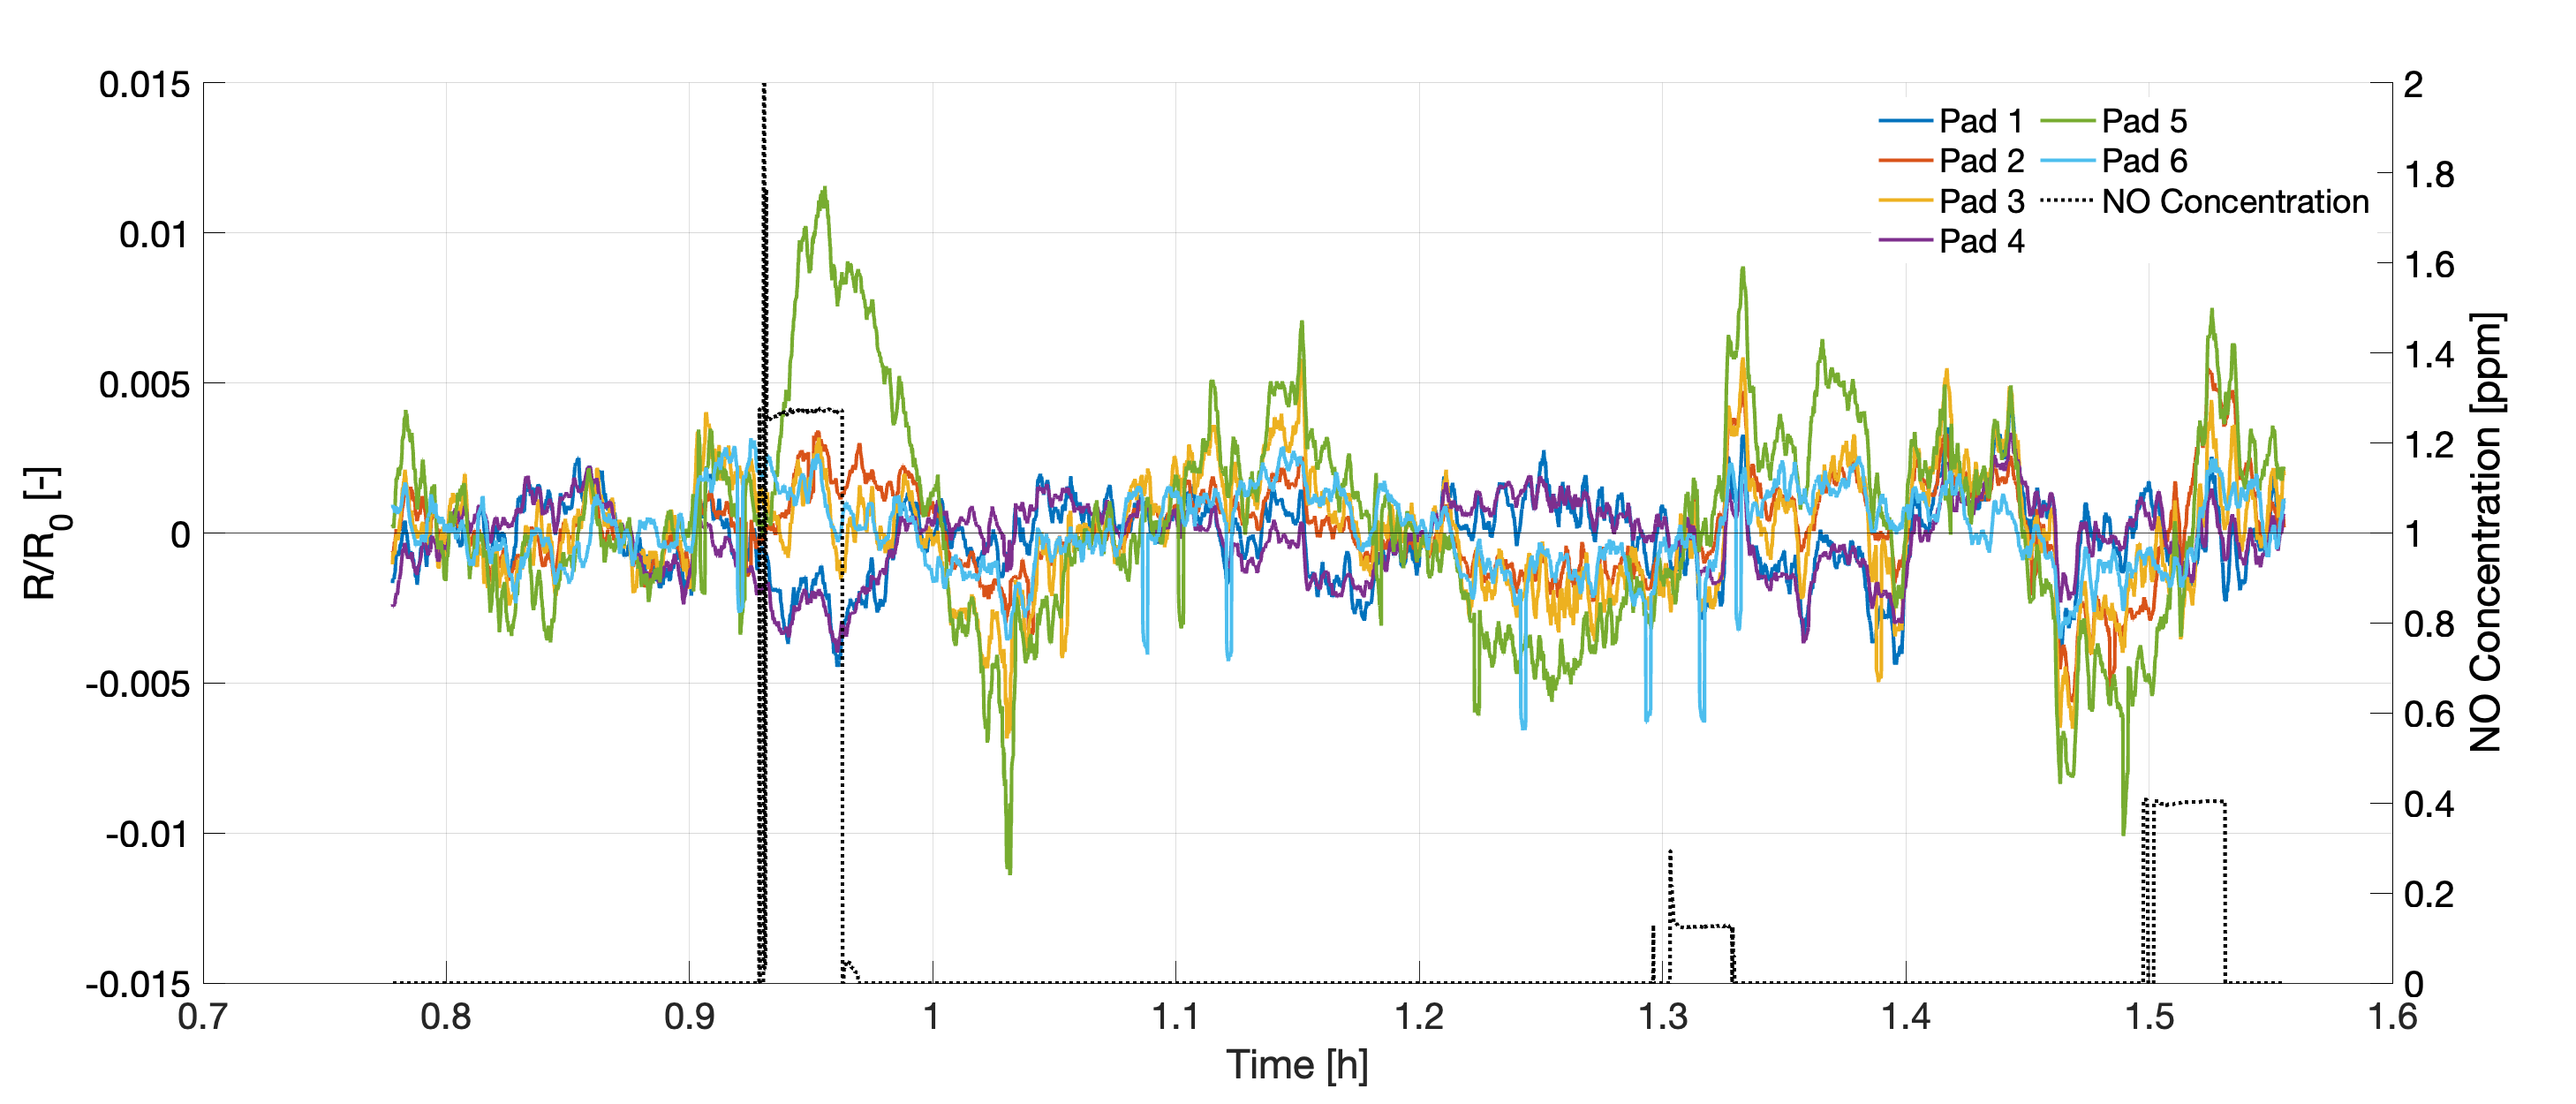 0.015
0.01
0.005
0
-0.005
-0.01
-0.015
R/R0 [-]
0.7
0.8
0.9
1
1.1
1.2
1.3
1.4
1.5
1.6
Time [h]
2
1.8
1.6
1.4
1.2
1
0.8
0.6
0.4
0.2
0
NO Concentration [ppm]
Pad 1
Pad 2
Pad 3
Pad 4
Pad 5
Pad 6
NO Concentration